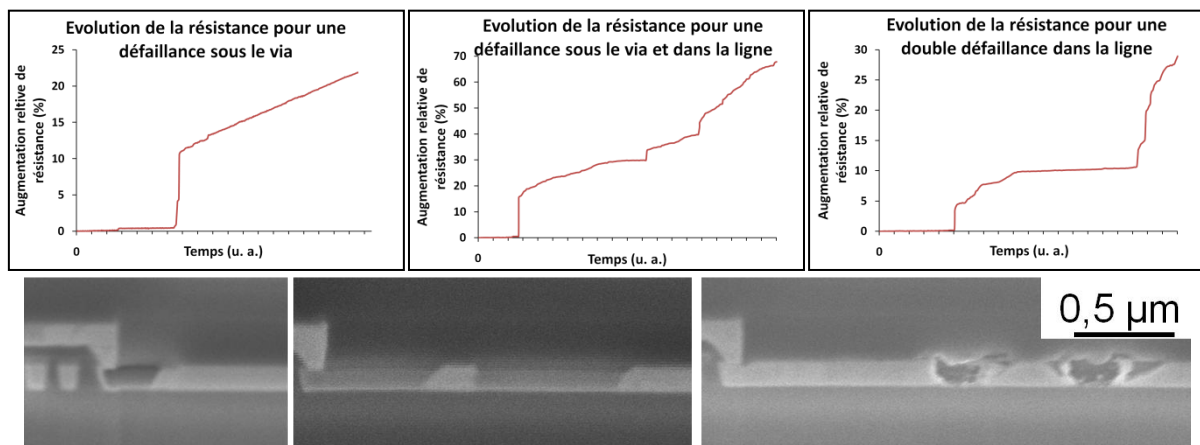 Evolution de la résistance pour une
défaillance sous le via
Augmentation relative de
résistance (%)
25
20
15
10
5
0
0
Temps (u. a.)
Evolution de la résistance pour une
défaillance sous le via et dans la ligne
Augmentation relative de
résistance (%)
70
60
50
40
30
20
10
0
0
Temps (u. a.)
Evolution de la résistance pour une
double défaillance dans la ligne
Augmentation relative de
résistance (%)
30
25
20
15
10
5
0
0
Temps (u. a.)
0,5 µm